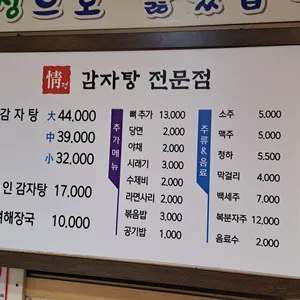 情 감자탕 전문점
감 자 탕 大 44,000
中 39,000
小 32,000
인 감자탕 17,000
해장국 10,000
추가메뉴
뼈 추가 13,000
당면 2,000
야채 2,000
시래기 3,000
수제비 2,000
라면사리 2,000
볶음밥 3,000
공기밥 1,000
주류&음료
소주 5,000
맥주 5,000
청하 5,500
막걸리 4,000
백세주 7,000
복분자주 12,000
음료수 2,000